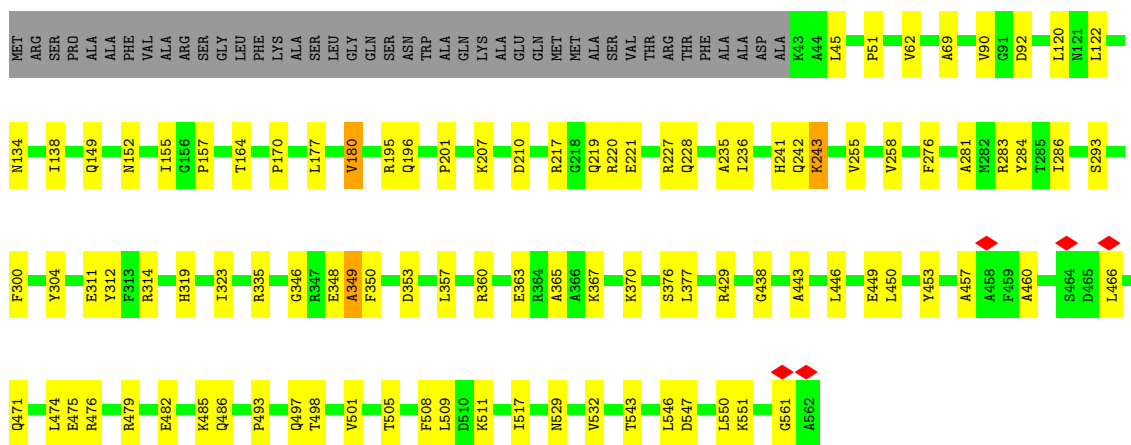 MET ARG SER PRO ALA ALA PHE VAL ALA ARG SER GLY LEU PHE LYS ALA SER LEU GLY GLN SER ASN TRP ALA GLN LYS ALA GLU GLN MET MET ALA SER VAL THR ARG THR PHE ALA ALA ASP ALA K43 A44 L45 P51 V62 A69 V90 G91 D92 L120 N121 L122
N134 I138 Q149 N152 I155 G156 P157 T164 P170 L177 V180 R195 Q196 P201 K207 D210 R217 G218 Q219 R220 E221 R227 Q228 A235 I236 H241 Q242 K243 V255 V258 F276 A281 M282 R283 Y284 T285 I286 S293
F300 Y304 E311 Y312 F313 R314 H319 I323 R335 G346 R347 E348 A349 F350 D353 L357 R360 E363 R364 A365 A366 K367 K370 S376 L377 R429 G438 A443 L446 E449 L450 Y453 A457 A458 F459 A460 S464 D465 L466
Q471 L474 E475 R476 R479 E482 K485 Q486 P493 Q497 T498 V501 T505 F508 L509 D510 K511 I517 N529 V532 T543 L546 D547 L550 K551 G561 A562